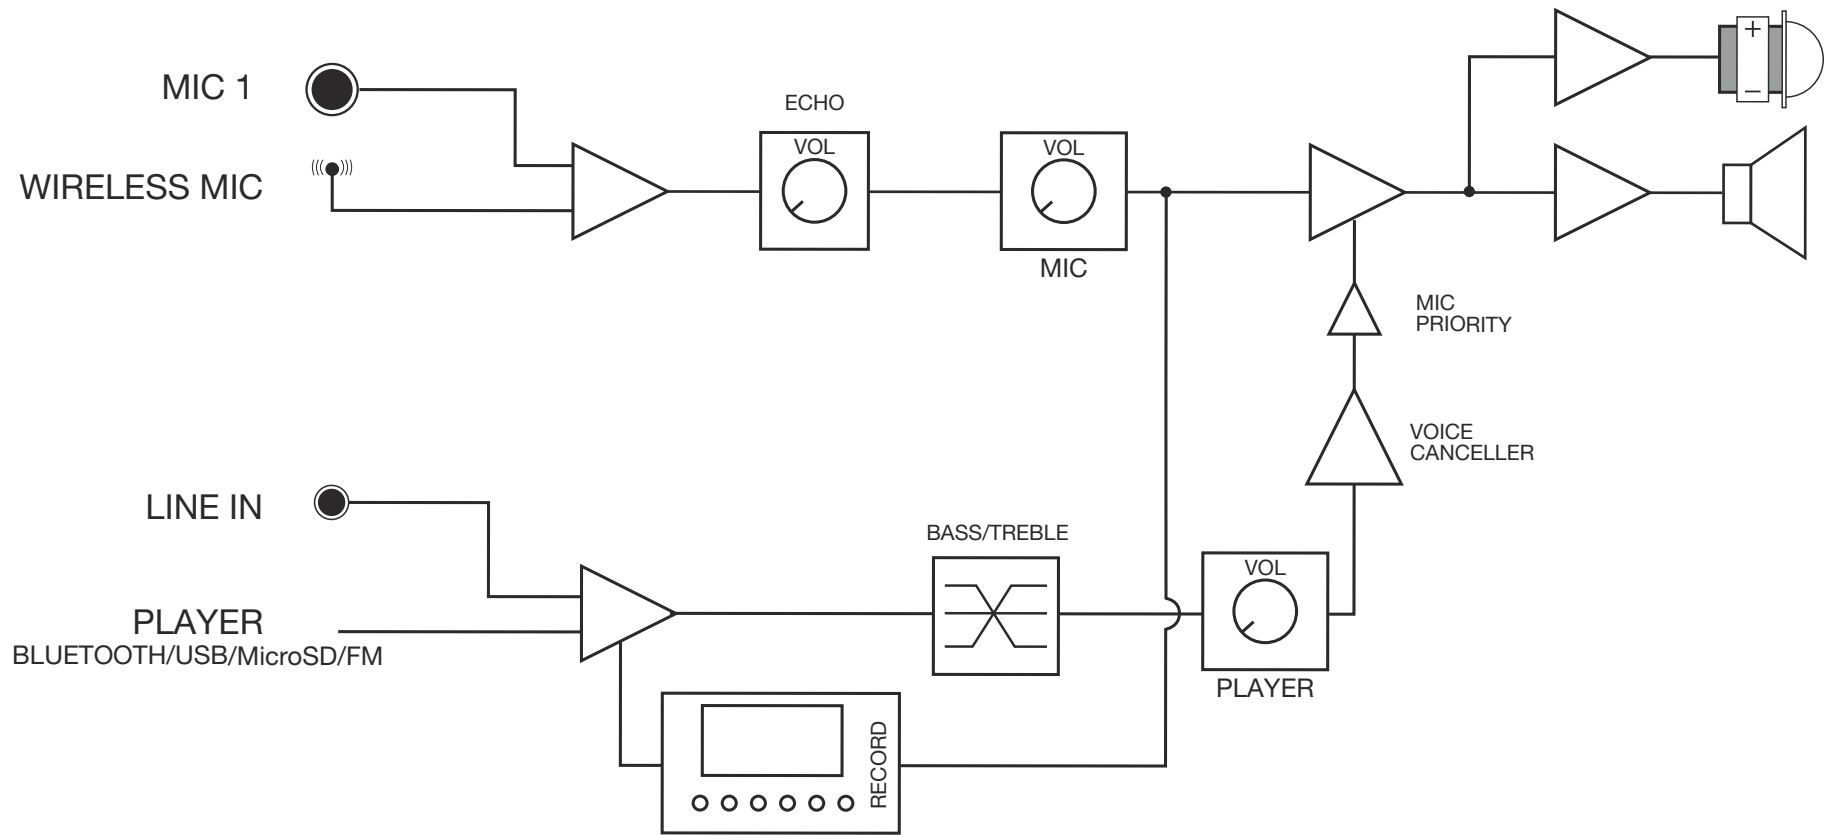 MIC 1
WIRELESS MIC
ECHO
VOL
VOL
MIC
+
−
MIC
PRIORITY
VOICE
CANCELLER
LINE IN
PLAYER
BLUETOOTH/USB/MicroSD/FM
BASS/TREBLE
VOL
PLAYER
RECORD